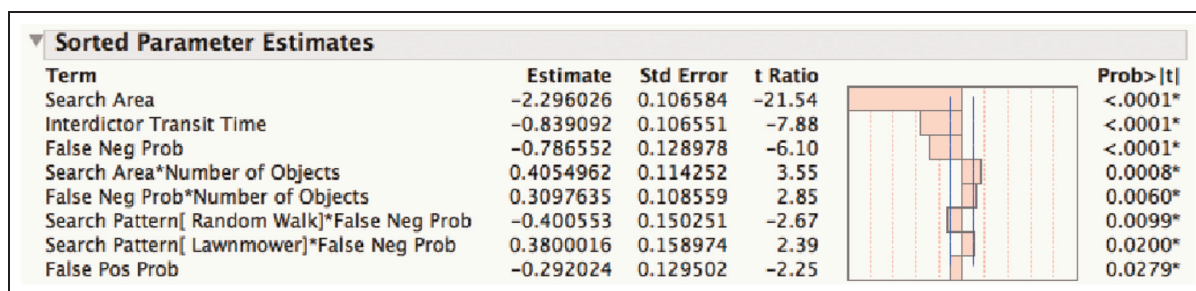 Sorted Parameter Estimates
Term Estimate Std Error t Ratio Prob>|t|
Search Area -2.296026 0.106584 -21.54 <.0001*
Interdictor Transit Time -0.839092 0.106551 -7.88 <.0001*
False Neg Prob -0.786552 0.128978 -6.10 <.0001*
Search Area*Number of Objects 0.4054962 0.114252 3.55 0.0008*
False Neg Prob*Number of Objects 0.3097635 0.108559 2.85 0.0060*
Search Pattern[ Random Walk]*False Neg Prob -0.400553 0.150251 -2.67 0.0099*
Search Pattern[ Lawnmower]*False Neg Prob 0.3800016 0.158974 2.39 0.0200*
False Pos Prob -0.292024 0.129502 -2.25 0.0279*